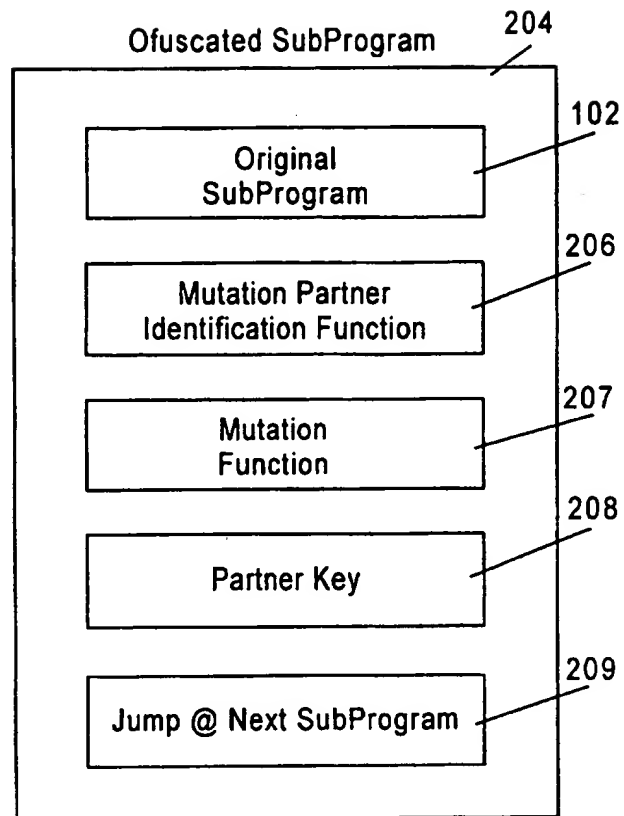 Ofuscated SubProgram
204
102
Original
SubProgram
206
Mutation Partner
Identification Function
207
Mutation
Function
208
Partner Key
209
Jump @ Next SubProgram